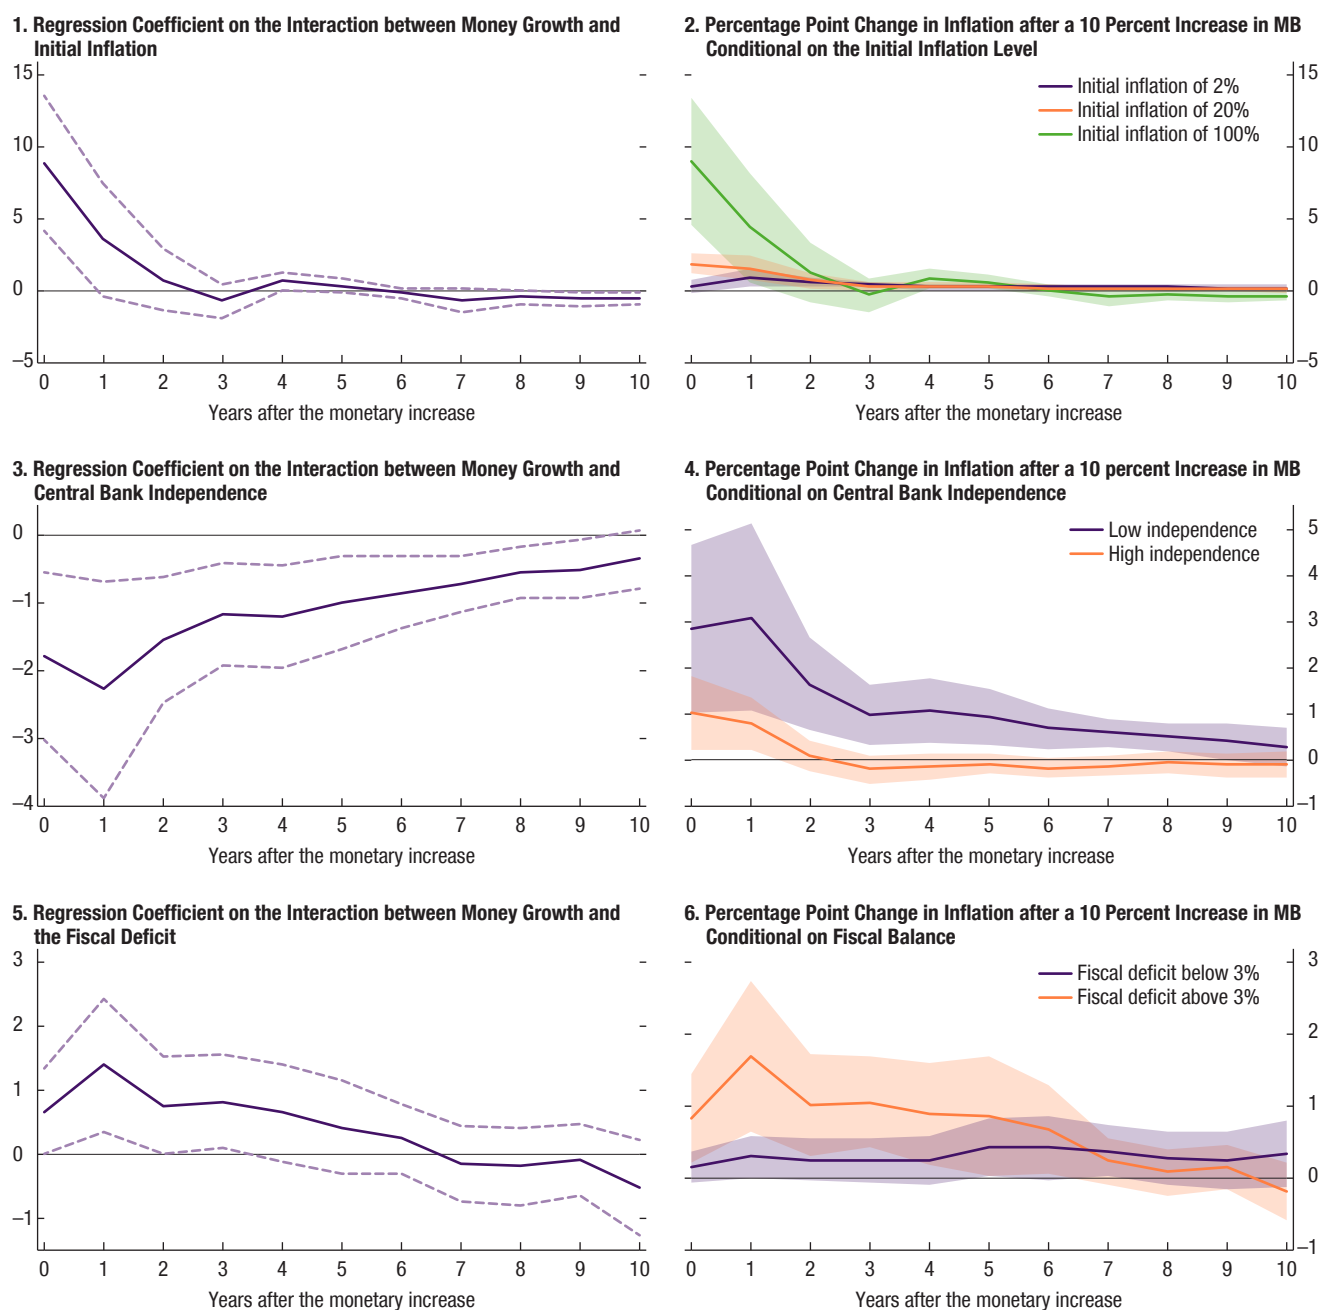 1. Regression Coefficient on the Interaction between Money Growth and
Initial Inflation
15
10
5
0
–5
0 1 2 3 4 5 6 7 8 9 10
Years after the monetary increase
2. Percentage Point Change in Inflation after a 10 Percent Increase in MB
Conditional on the Initial Inflation Level
Initial inflation of 2%
Initial inflation of 20%
Initial inflation of 100%
15
10
5
0
–5
0 1 2 3 4 5 6 7 8 9 10
Years after the monetary increase
3. Regression Coefficient on the Interaction between Money Growth and
Central Bank Independence
0
–1
–2
–3
–4
0 1 2 3 4 5 6 7 8 9 10
Years after the monetary increase
4. Percentage Point Change in Inflation after a 10 percent Increase in MB
Conditional on Central Bank Independence
Low independence
High independence
5
4
3
2
1
0
–1
0 1 2 3 4 5 6 7 8 9 10
Years after the monetary increase
5. Regression Coefficient on the Interaction between Money Growth and
the Fiscal Deficit
3
2
1
0
–1
0 1 2 3 4 5 6 7 8 9 10
Years after the monetary increase
6. Percentage Point Change in Inflation after a 10 Percent Increase in MB
Conditional on Fiscal Balance
Fiscal deficit below 3%
Fiscal deficit above 3%
3
2
1
0
–1
0 1 2 3 4 5 6 7 8 9 10
Years after the monetary increase